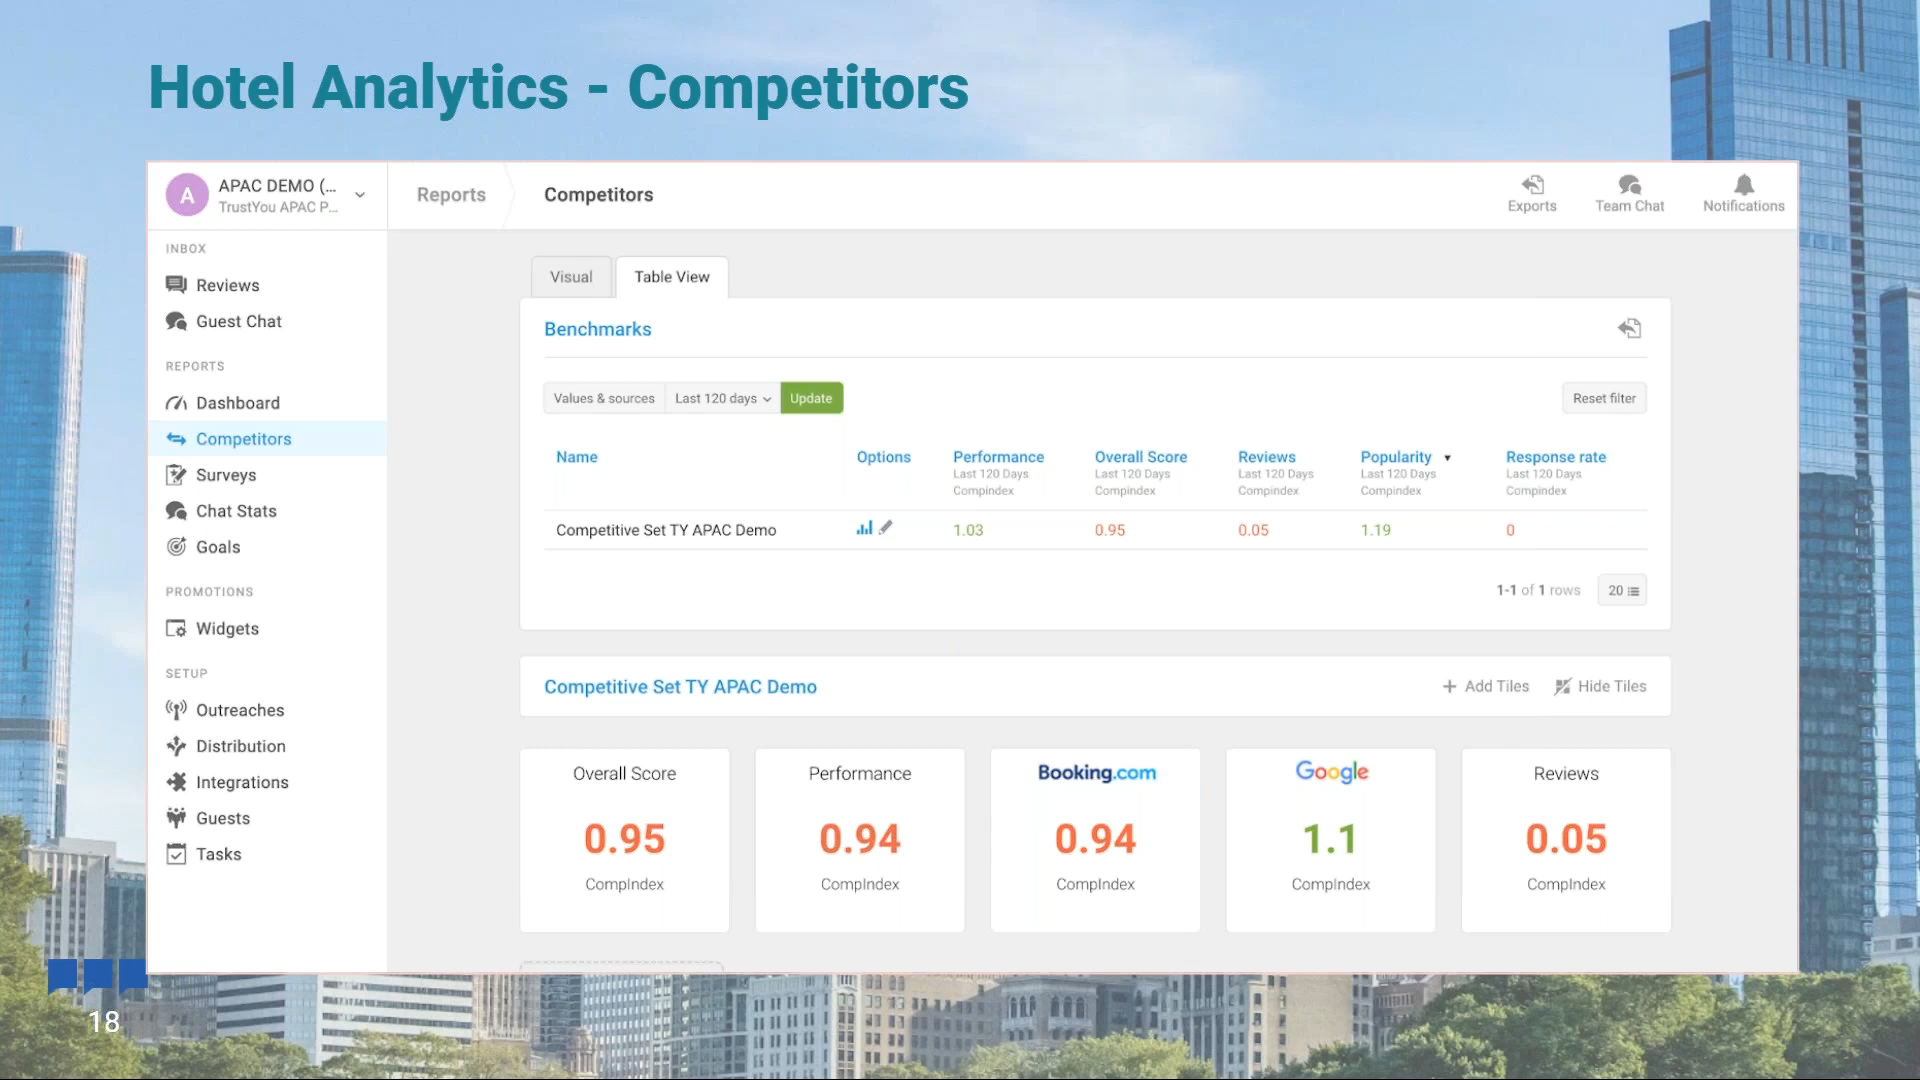 Hotel Analytics - Competitors
A
APAC DEMO (...
TrustYou APAC P...
Reports
Competitors
Exports
Team Chat
Notifications
INBOX
Reviews
Guest Chat
REPORTS
Dashboard
Competitors
Surveys
Chat Stats
Goals
PROMOTIONS
Widgets
SETUP
Outreaches
Distribution
Integrations
Guests
Tasks
Visual
Table View
Benchmarks
Values & sources
Last 120 days
Update
Reset filter
Name
Options
Performance
Last 120 Days
Compindex
Overall Score
Last 120 Days
Compindex
Reviews
Last 120 Days
Compindex
Popularity
Last 120 Days
Compindex
Response rate
Last 120 Days
Compindex
Competitive Set TY APAC Demo
1.03
0.95
0.05
1.19
0
1-1 of 1 rows
20
Competitive Set TY APAC Demo
+ Add Tiles
Hide Tiles
Overall Score
0.95
CompIndex
Performance
0.94
CompIndex
Booking.com
0.94
CompIndex
Google
1.1
CompIndex
Reviews
0.05
CompIndex
18